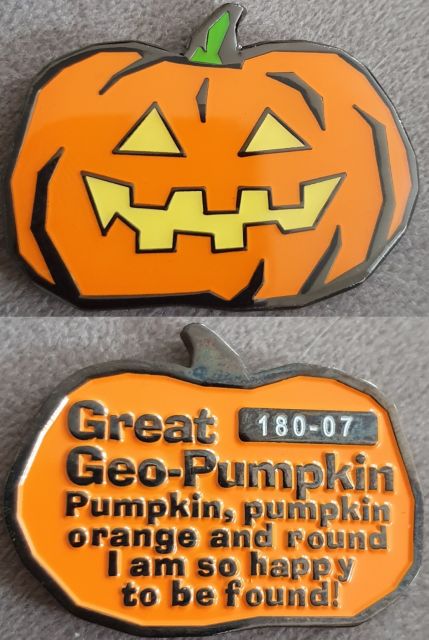 Great 180-07
Geo-Pumpkin
Pumpkin, pumpkin
orange and round
I am so happy
to be found!